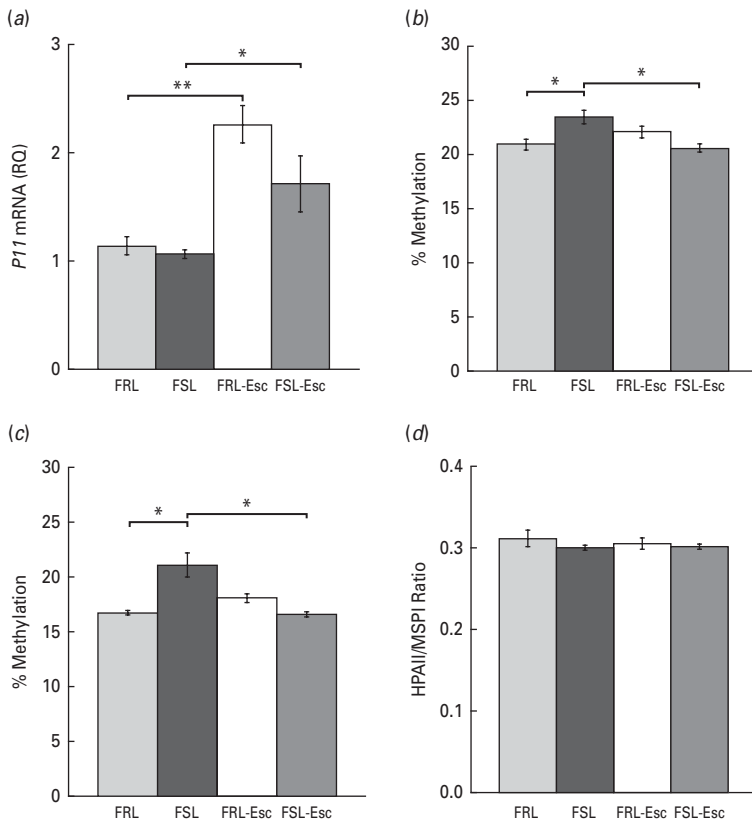 (a)
3
2
1
0
P11 mRNA (RQ)
**
*
FRL
FSL
FRL-Esc
FSL-Esc
(b)
30
25
20
15
10
5
0
% Methylation
*
*
FRL
FSL
FRL-Esc
FSL-Esc
(c)
30
25
20
15
10
5
0
% Methylation
*
*
FRL
FSL
FRL-Esc
FSL-Esc
(d)
0.4
0.3
0.2
0.1
0.0
HPAII/MSPI Ratio
FRL
FSL
FRL-Esc
FSL-Esc